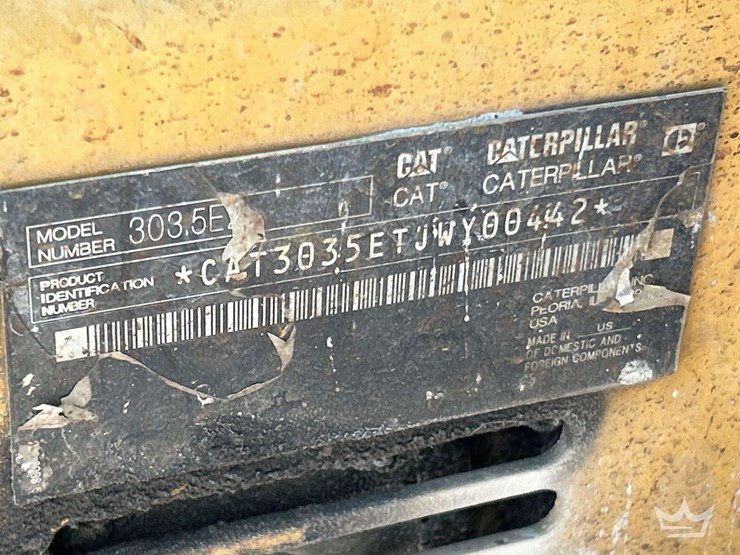 CAT® CATERPILLAR®
CAT® CATERPILLAR®
MODEL NUMBER 303.5E
PRODUCT IDENTIFICATION NUMBER
*CAT3035ETJWY00442*
CATERPILLAR INC.
PEORIA,
USA
MADE IN US
OF DOMESTIC AND
FOREIGN COMPONENTS